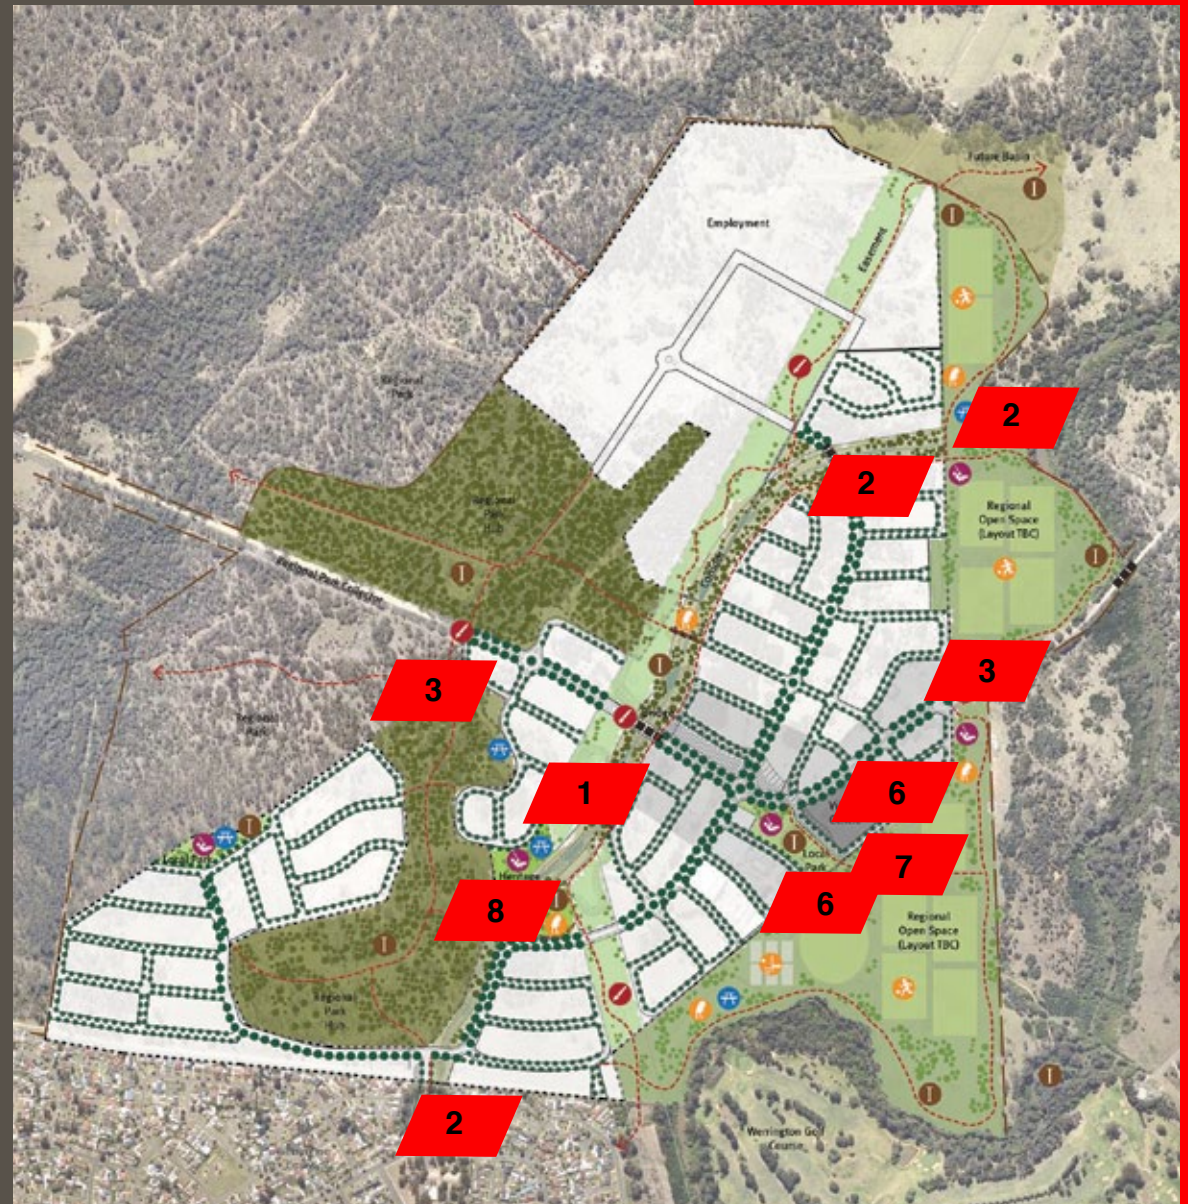 Future Basin
Employment
Easement
Regional
Park
2
2
Regional
Open Space
(Layout TBC)
Regional
Park
Hub
3
3
Regional
Park
1
6
Local
Park
7
6
8
Heritage
Regional
Open Space
(Layout TBC)
Regional
Park
Hub
2
Werrington Golf
Course